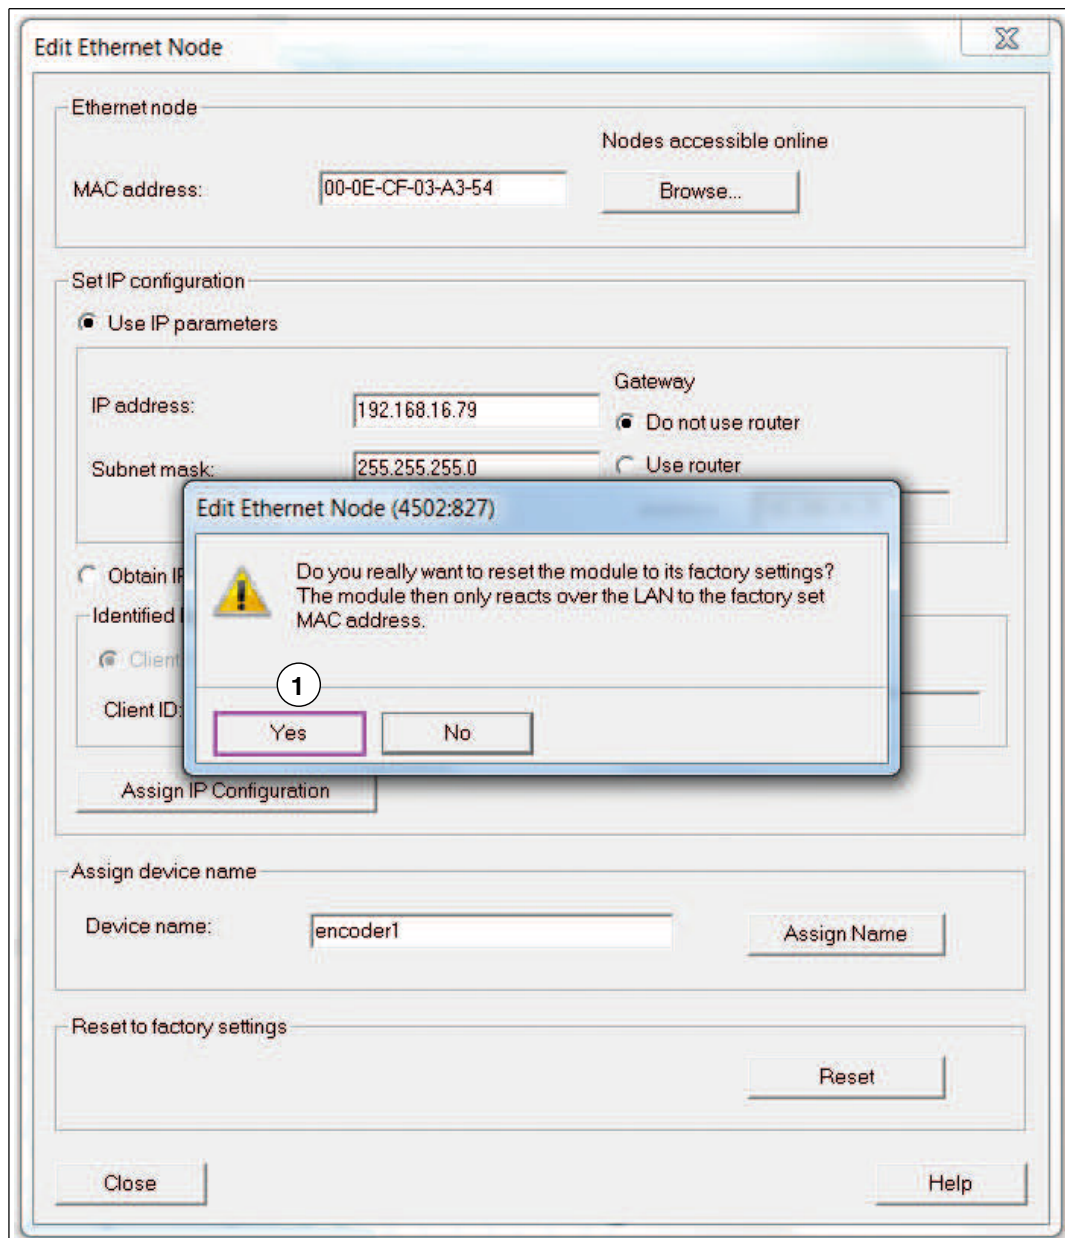 Edit Ethernet Node
Ethernet node
Nodes accessible online
MAC address:
00-0E-CF-03-A3-54
Browse...
Set IP configuration
Use IP parameters
Gateway
IP address:
192.168.16.79
Do not use router
Subnet mask:
255.255.255.0
Use router
Edit Ethernet Node (4502:827)
Do you really want to reset the module to its factory settings?
The module then only reacts over the LAN to the factory set
MAC address.
Obtain
Identified
Client
1
Client ID:
Yes
No
Assign IP Configuration
Assign device name
Device name:
encoder1
Assign Name
Reset to factory settings
Reset
Close
Help